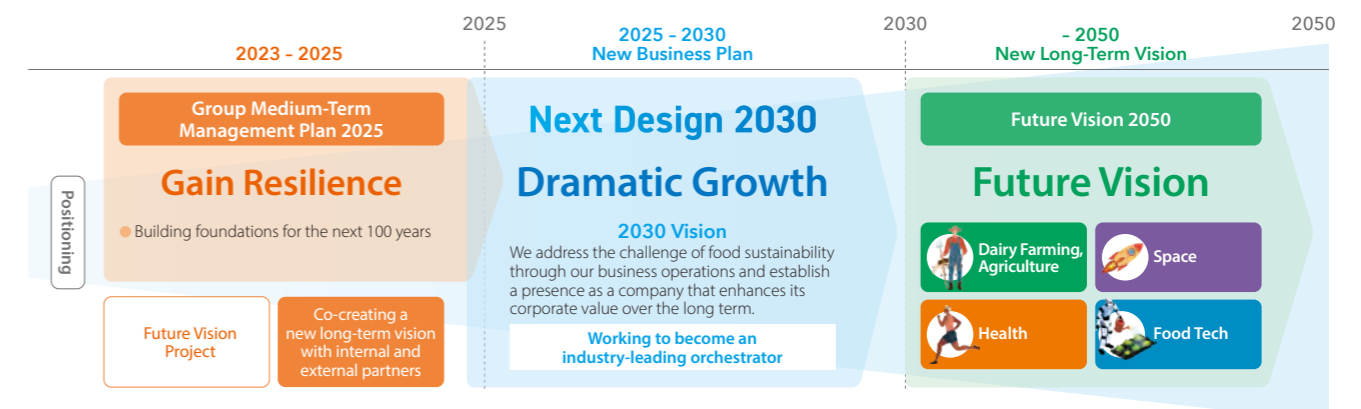 2025
2030
2050
2023 – 2025
2025 – 2030
New Business Plan
– 2050
New Long-Term Vision
Positioning
Group Medium-Term
Management Plan 2025
Gain Resilience
Building foundations for the next 100 years
Future Vision
Project
Co-creating a
new long-term vision
with internal and
external partners
Next Design 2030
Dramatic Growth
2030 Vision
We address the challenge of food sustainability
through our business operations and establish
a presence as a company that enhances its
corporate value over the long term.
Working to become an
industry-leading orchestrator
Future Vision 2050
Future Vision
Dairy Farming,
Agriculture
Space
Health
Food Tech